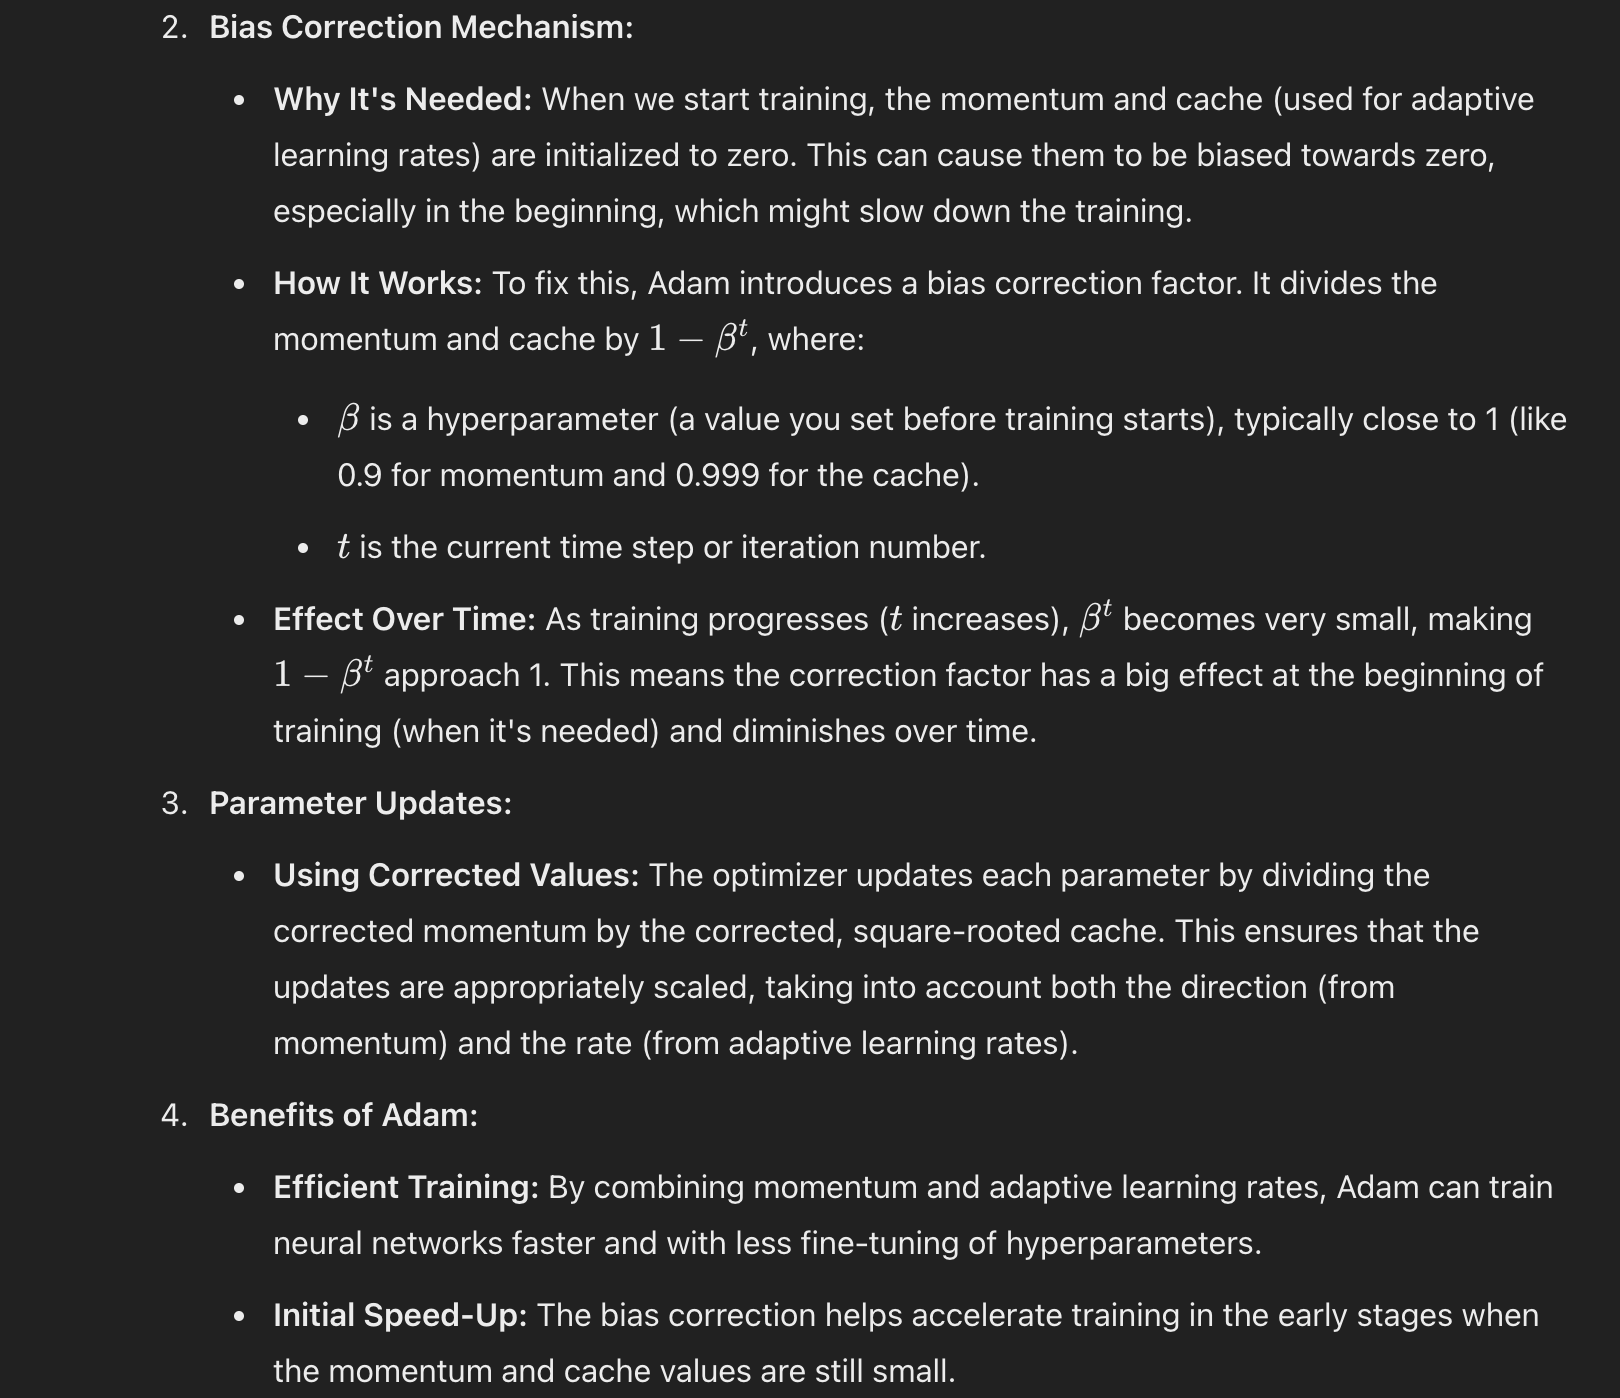 2. Bias Correction Mechanism:
• Why It's Needed: When we start training, the momentum and cache (used for adaptive
learning rates) are initialized to zero. This can cause them to be biased towards zero,
especially in the beginning, which might slow down the training.
• How It Works: To fix this, Adam introduces a bias correction factor. It divides the
momentum and cache by 1 − βᵗ, where:
• β is a hyperparameter (a value you set before training starts), typically close to 1 (like
0.9 for momentum and 0.999 for the cache).
• t is the current time step or iteration number.
• Effect Over Time: As training progresses (t increases), βᵗ becomes very small, making
1 − βᵗ approach 1. This means the correction factor has a big effect at the beginning of
training (when it's needed) and diminishes over time.
3. Parameter Updates:
• Using Corrected Values: The optimizer updates each parameter by dividing the
corrected momentum by the corrected, square-rooted cache. This ensures that the
updates are appropriately scaled, taking into account both the direction (from
momentum) and the rate (from adaptive learning rates).
4. Benefits of Adam:
• Efficient Training: By combining momentum and adaptive learning rates, Adam can train
neural networks faster and with less fine-tuning of hyperparameters.
• Initial Speed-Up: The bias correction helps accelerate training in the early stages when
the momentum and cache values are still small.